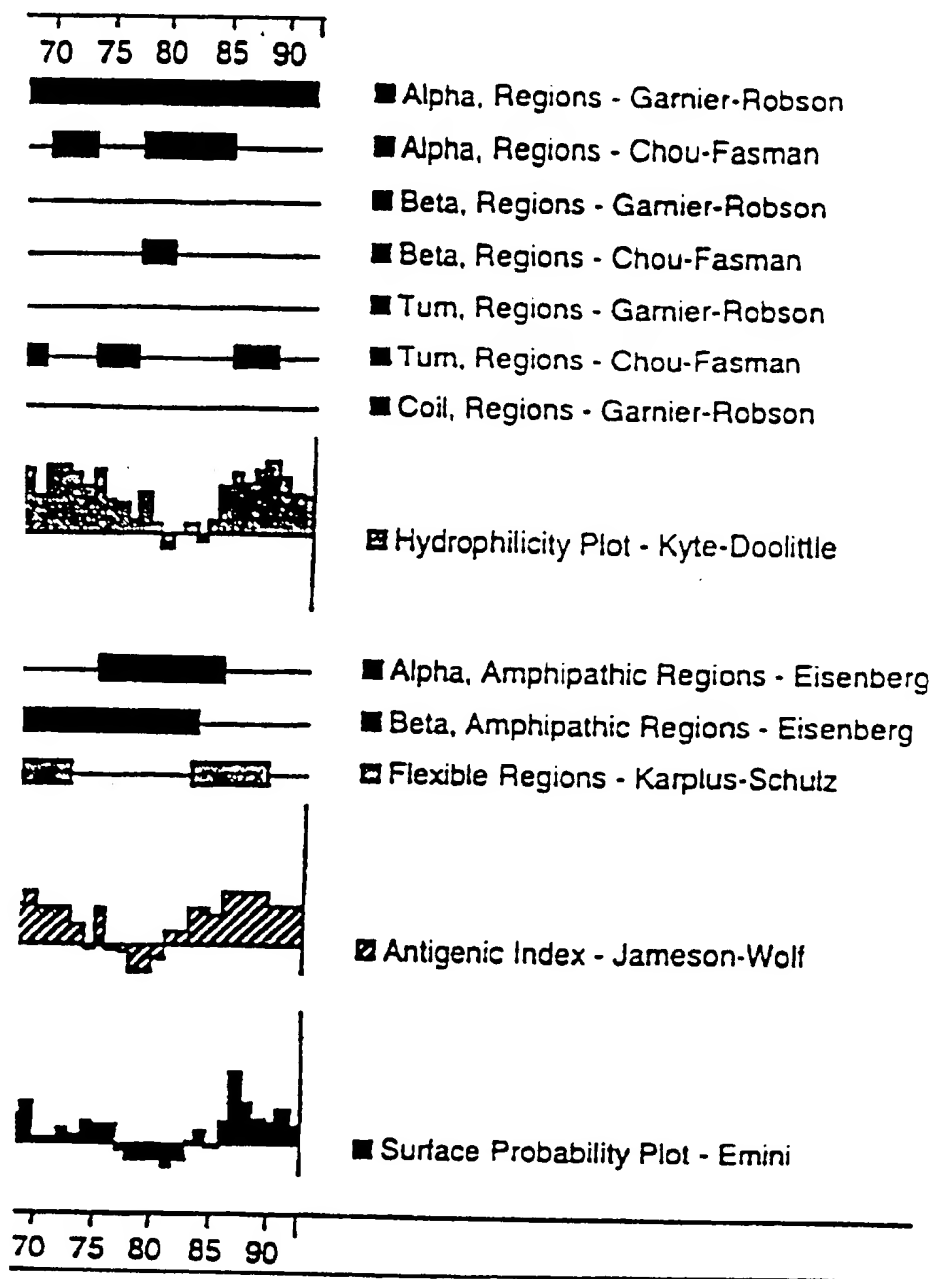 70 75 80 85 90
Alpha, Regions - Garnier-Robson
Alpha, Regions - Chou-Fasman
Beta, Regions - Garnier-Robson
Beta, Regions - Chou-Fasman
Turn, Regions - Garnier-Robson
Turn, Regions - Chou-Fasman
Coil, Regions - Garnier-Robson
Hydrophilicity Plot - Kyte-Doolittle
Alpha, Amphipathic Regions - Eisenberg
Beta, Amphipathic Regions - Eisenberg
Flexible Regions - Karplus-Schutz
Antigenic Index - Jameson-Wolf
Surface Probability Plot - Emini
70 75 80 85 90